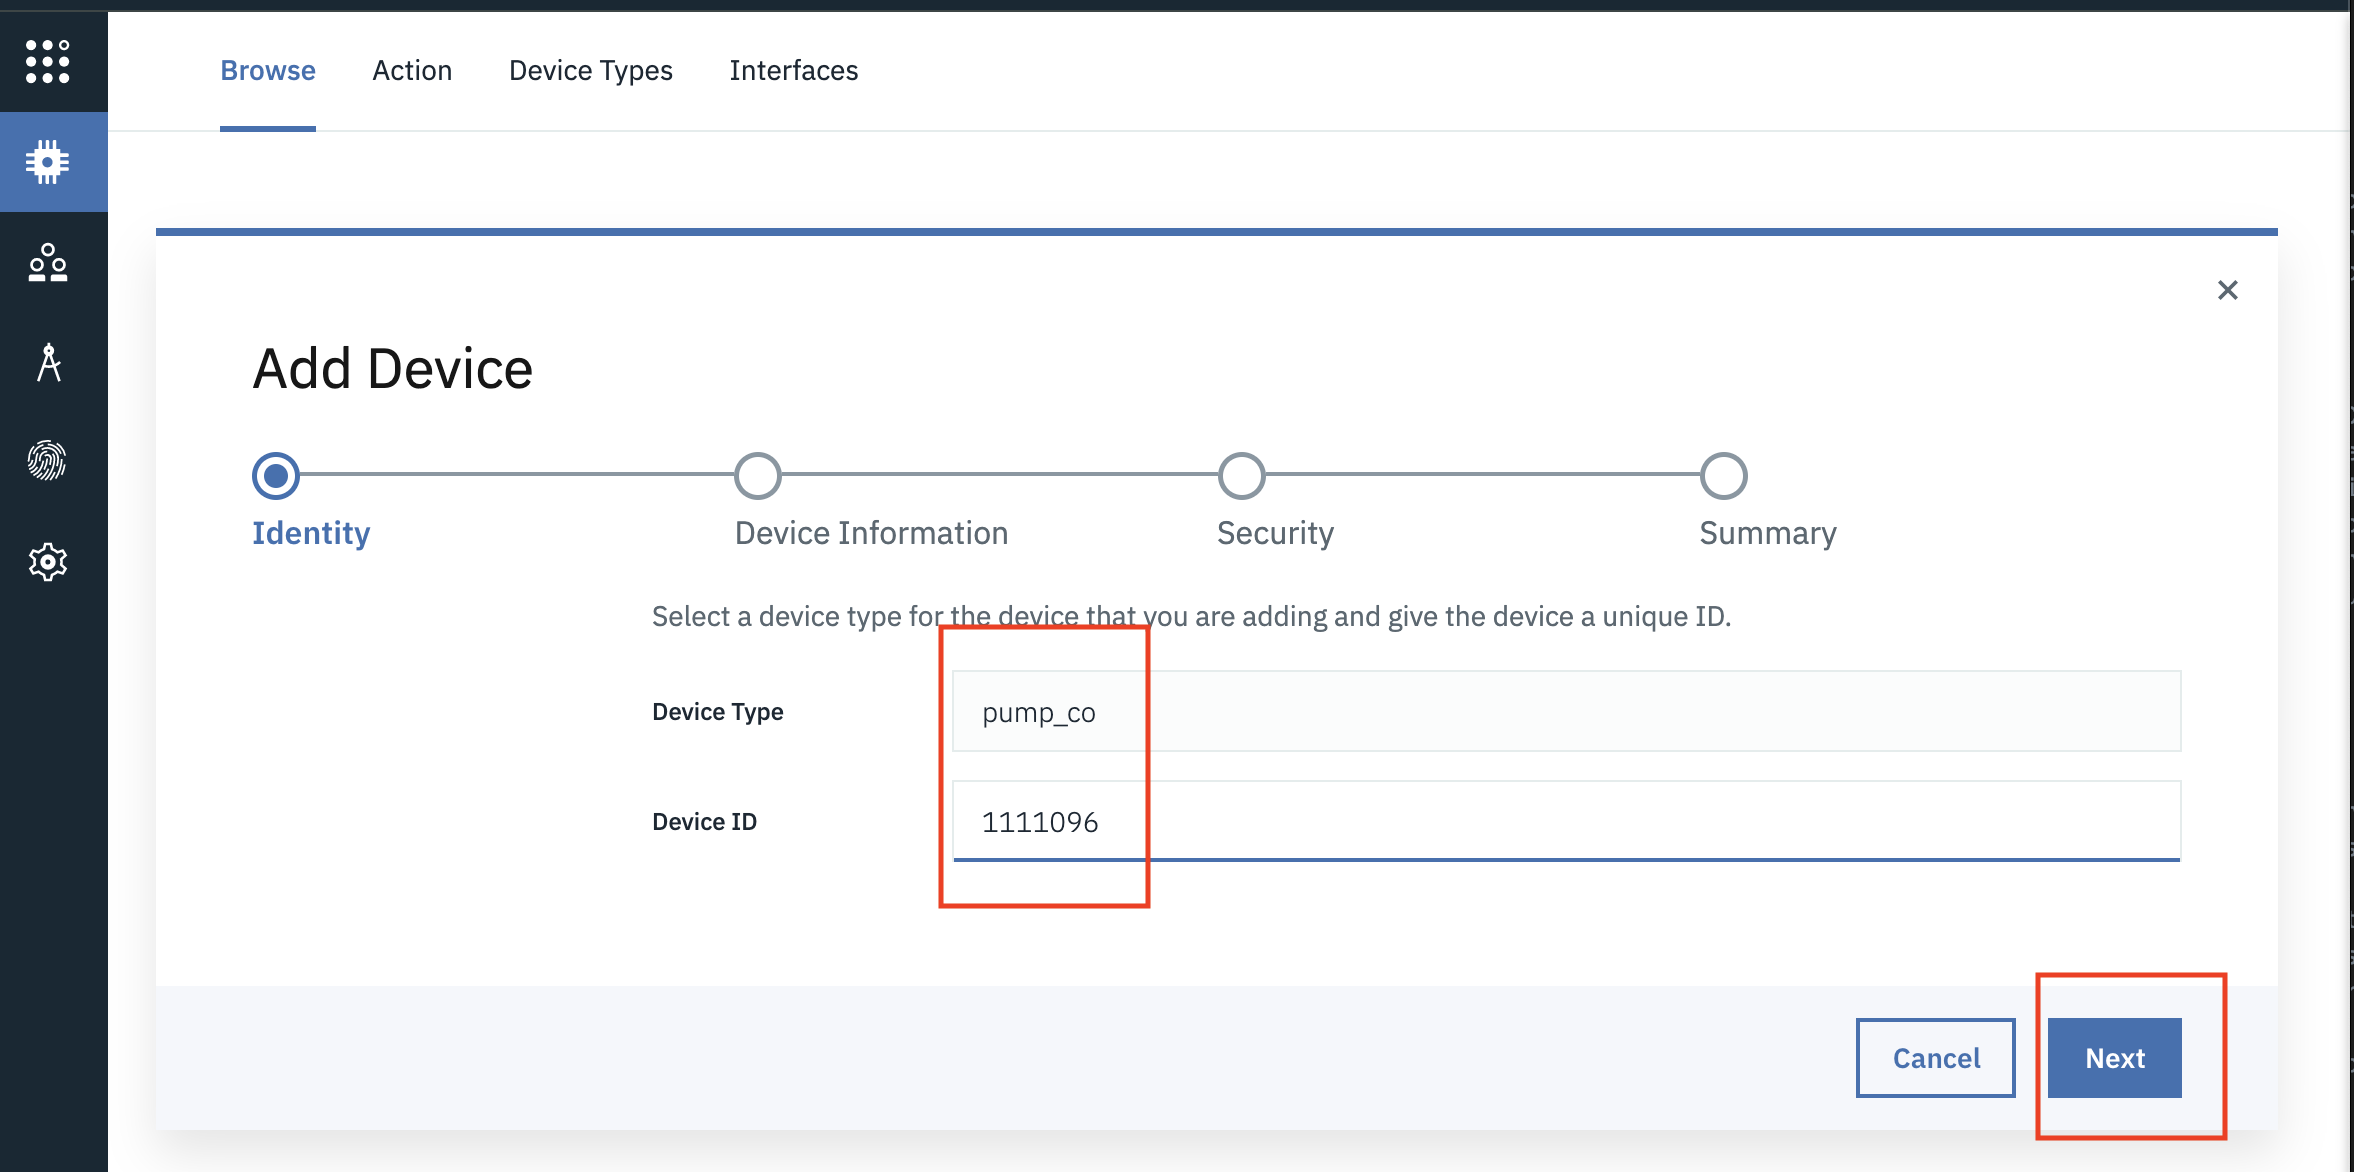 Browse Action Device Types Interfaces
Add Device
Identity Device Information Security Summary
Select a device type for the device that you are adding and give the device a unique ID.
Device Type pump_co
Device ID 1111096
Cancel Next